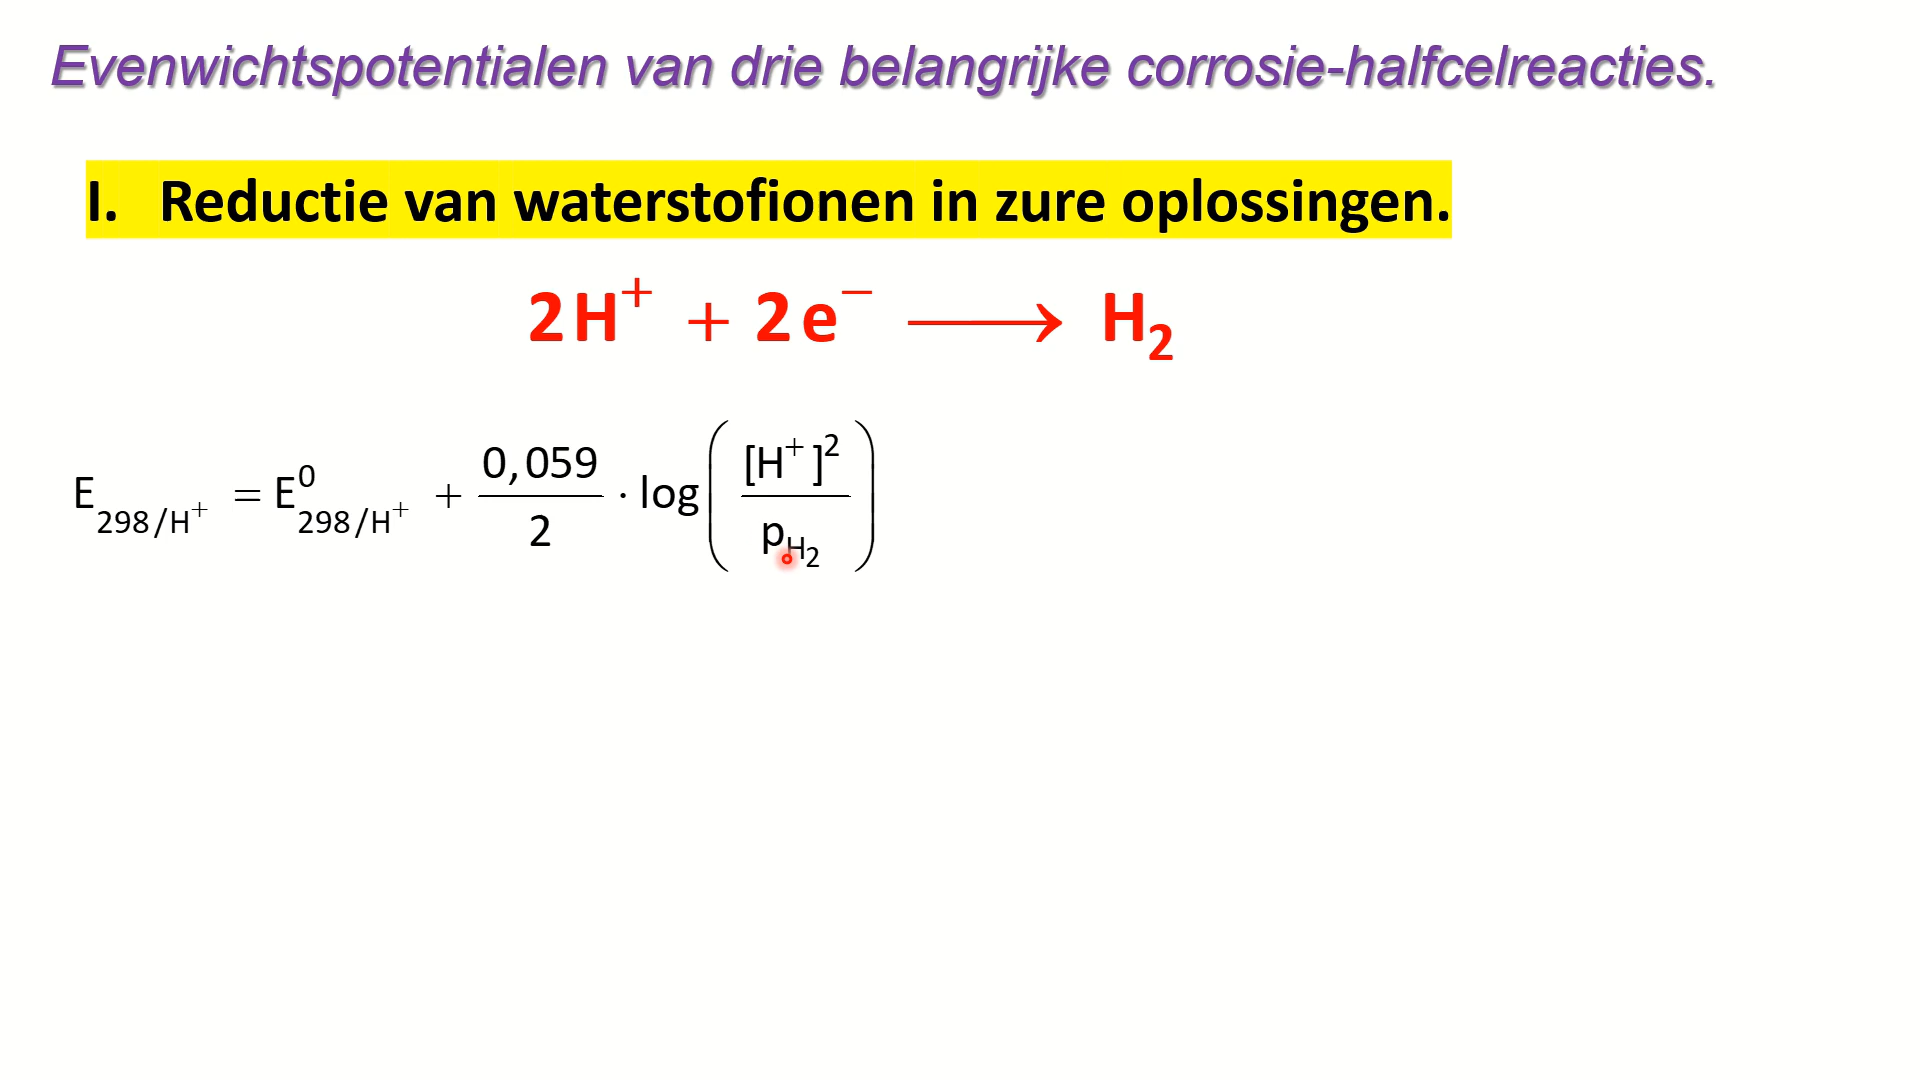 Evenwichtspotentialen van drie belangrijke corrosie-halfcelreacties.
I. Reductie van waterstofionen in zure oplossingen.
2H⁺ + 2e⁻ ⟶ H₂
E₂₉₈/H⁺ = E⁰₂₉₈/H⁺ + 0,059/2 · log([H⁺]²/p_H₂)